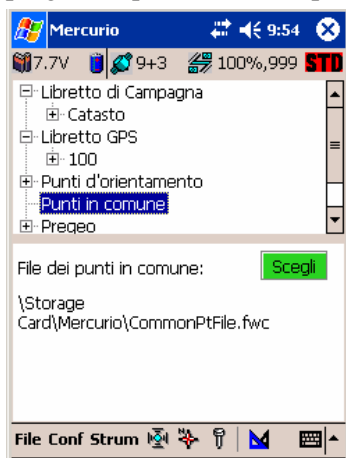 Mercurio 9:54
7.7V 9+3 100%,999 STD
Libretto di Campagna
Catasto
Libretto GPS
100
Punti d'orientamento
Punti in comune
Pregeo
File dei punti in comune: Scegli
\Storage
Card\Mercurio\CommonPtFile.fwc
File Conf Strum